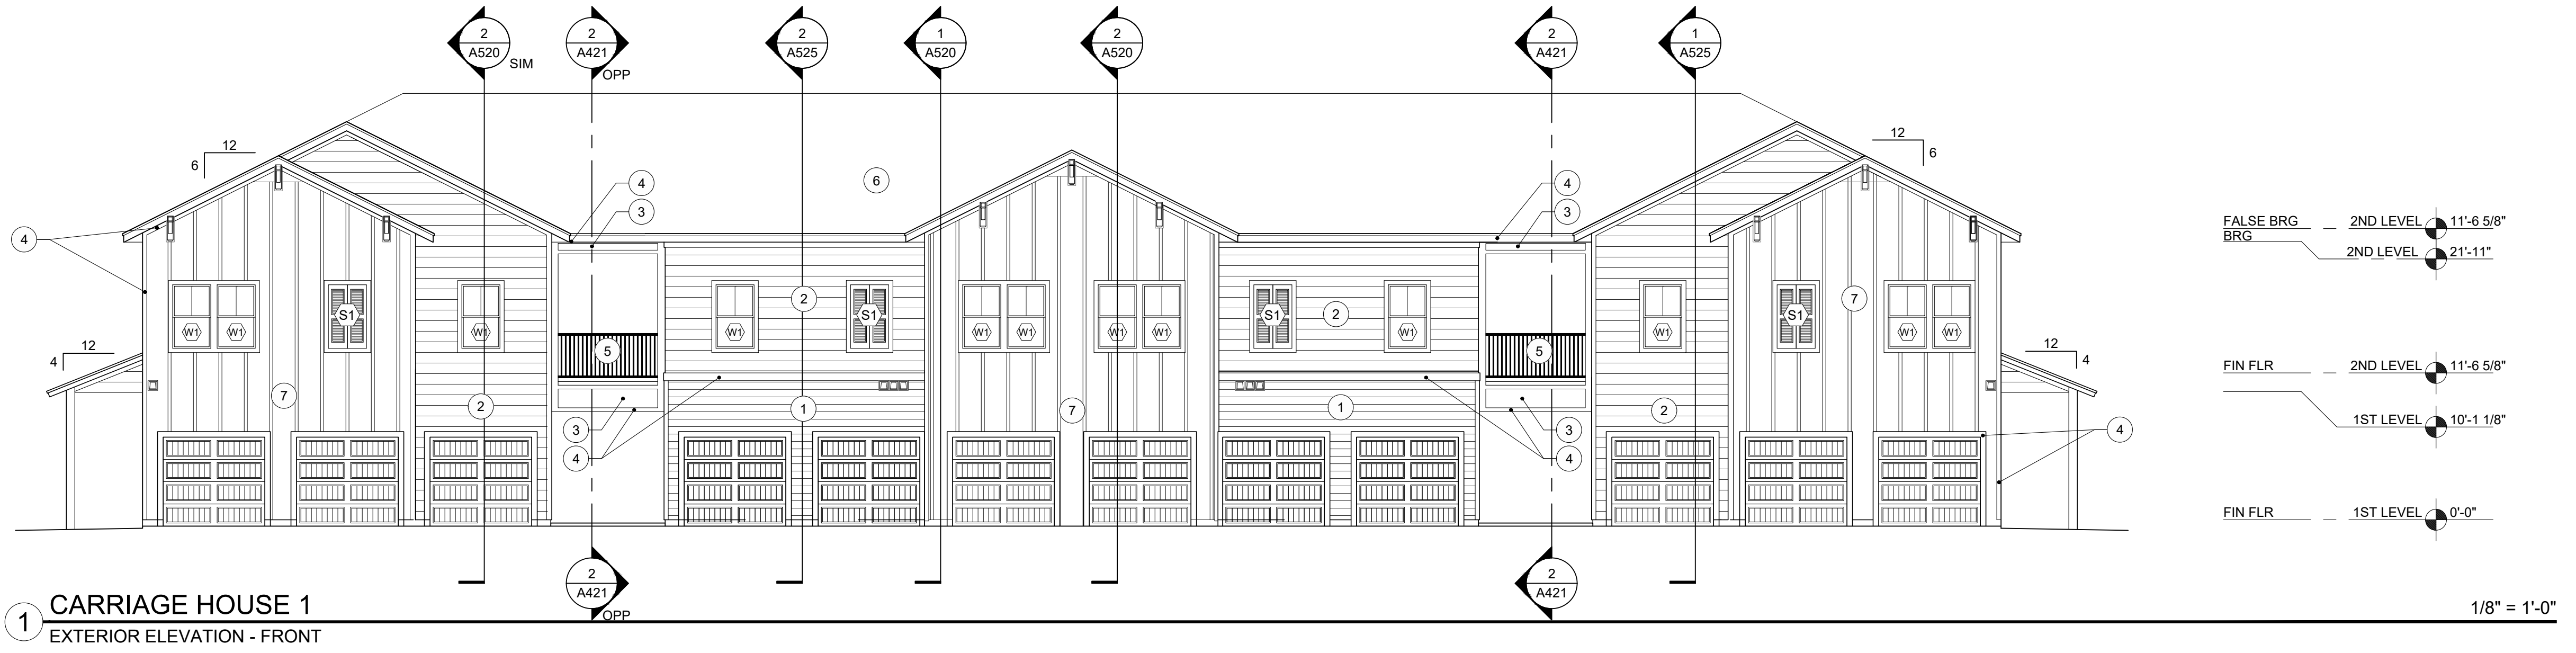 2
A520
SIM
2
A421
OPP
2
A525
1
A520
2
A520
2
A421
1
A525
12
6
12
6
4
3
6
4
3
4
FALSE BRG 2ND LEVEL 11'-6 5/8"
BRG
2ND LEVEL 21'-11"
W1 W1 S1 W1 W1 S1 W1 W1 W1 W1 S1 W1 W1 S1 W1 W1
2
2
7
5
5
12
4
12
4
FIN FLR 2ND LEVEL 11'-6 5/8"
7
2
1
7
1
2
3
4
3
4
4
1ST LEVEL 10'-1 1/8"
FIN FLR 1ST LEVEL 0'-0"
2
A421
OPP
2
A421
1
CARRIAGE HOUSE 1
1/8" = 1'-0"
EXTERIOR ELEVATION - FRONT